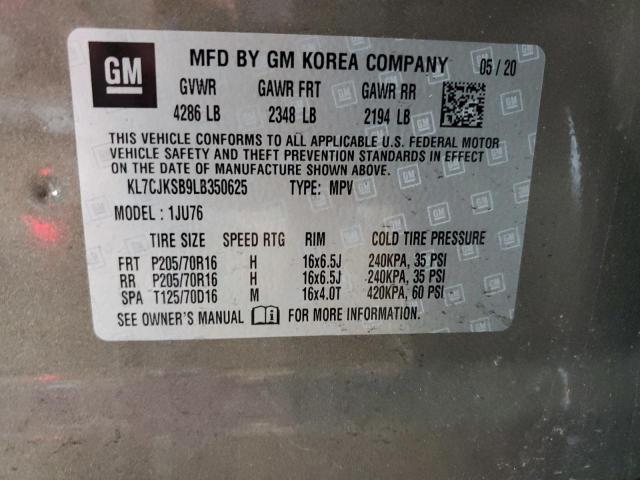 GM MFD BY GM KOREA COMPANY 05 / 20
GVWR GAWR FRT GAWR RR
4286 LB 2348 LB 2194 LB
THIS VEHICLE CONFORMS TO ALL APPLICABLE U.S. FEDERAL MOTOR
VEHICLE SAFETY AND THEFT PREVENTION STANDARDS IN EFFECT
ON THE DATE OF MANUFACTURE SHOWN ABOVE.
KL7CJKSB9LB350625 TYPE: MPV
MODEL : 1JU76
TIRE SIZE SPEED RTG RIM COLD TIRE PRESSURE
FRT P205/70R16 H 16x6.5J 240KPA, 35 PSI
RR P205/70R16 H 16x6.5J 240KPA, 35 PSI
SPA T125/70D16 M 16x4.0T 420KPA, 60 PSI
SEE OWNER'S MANUAL FOR MORE INFORMATION.